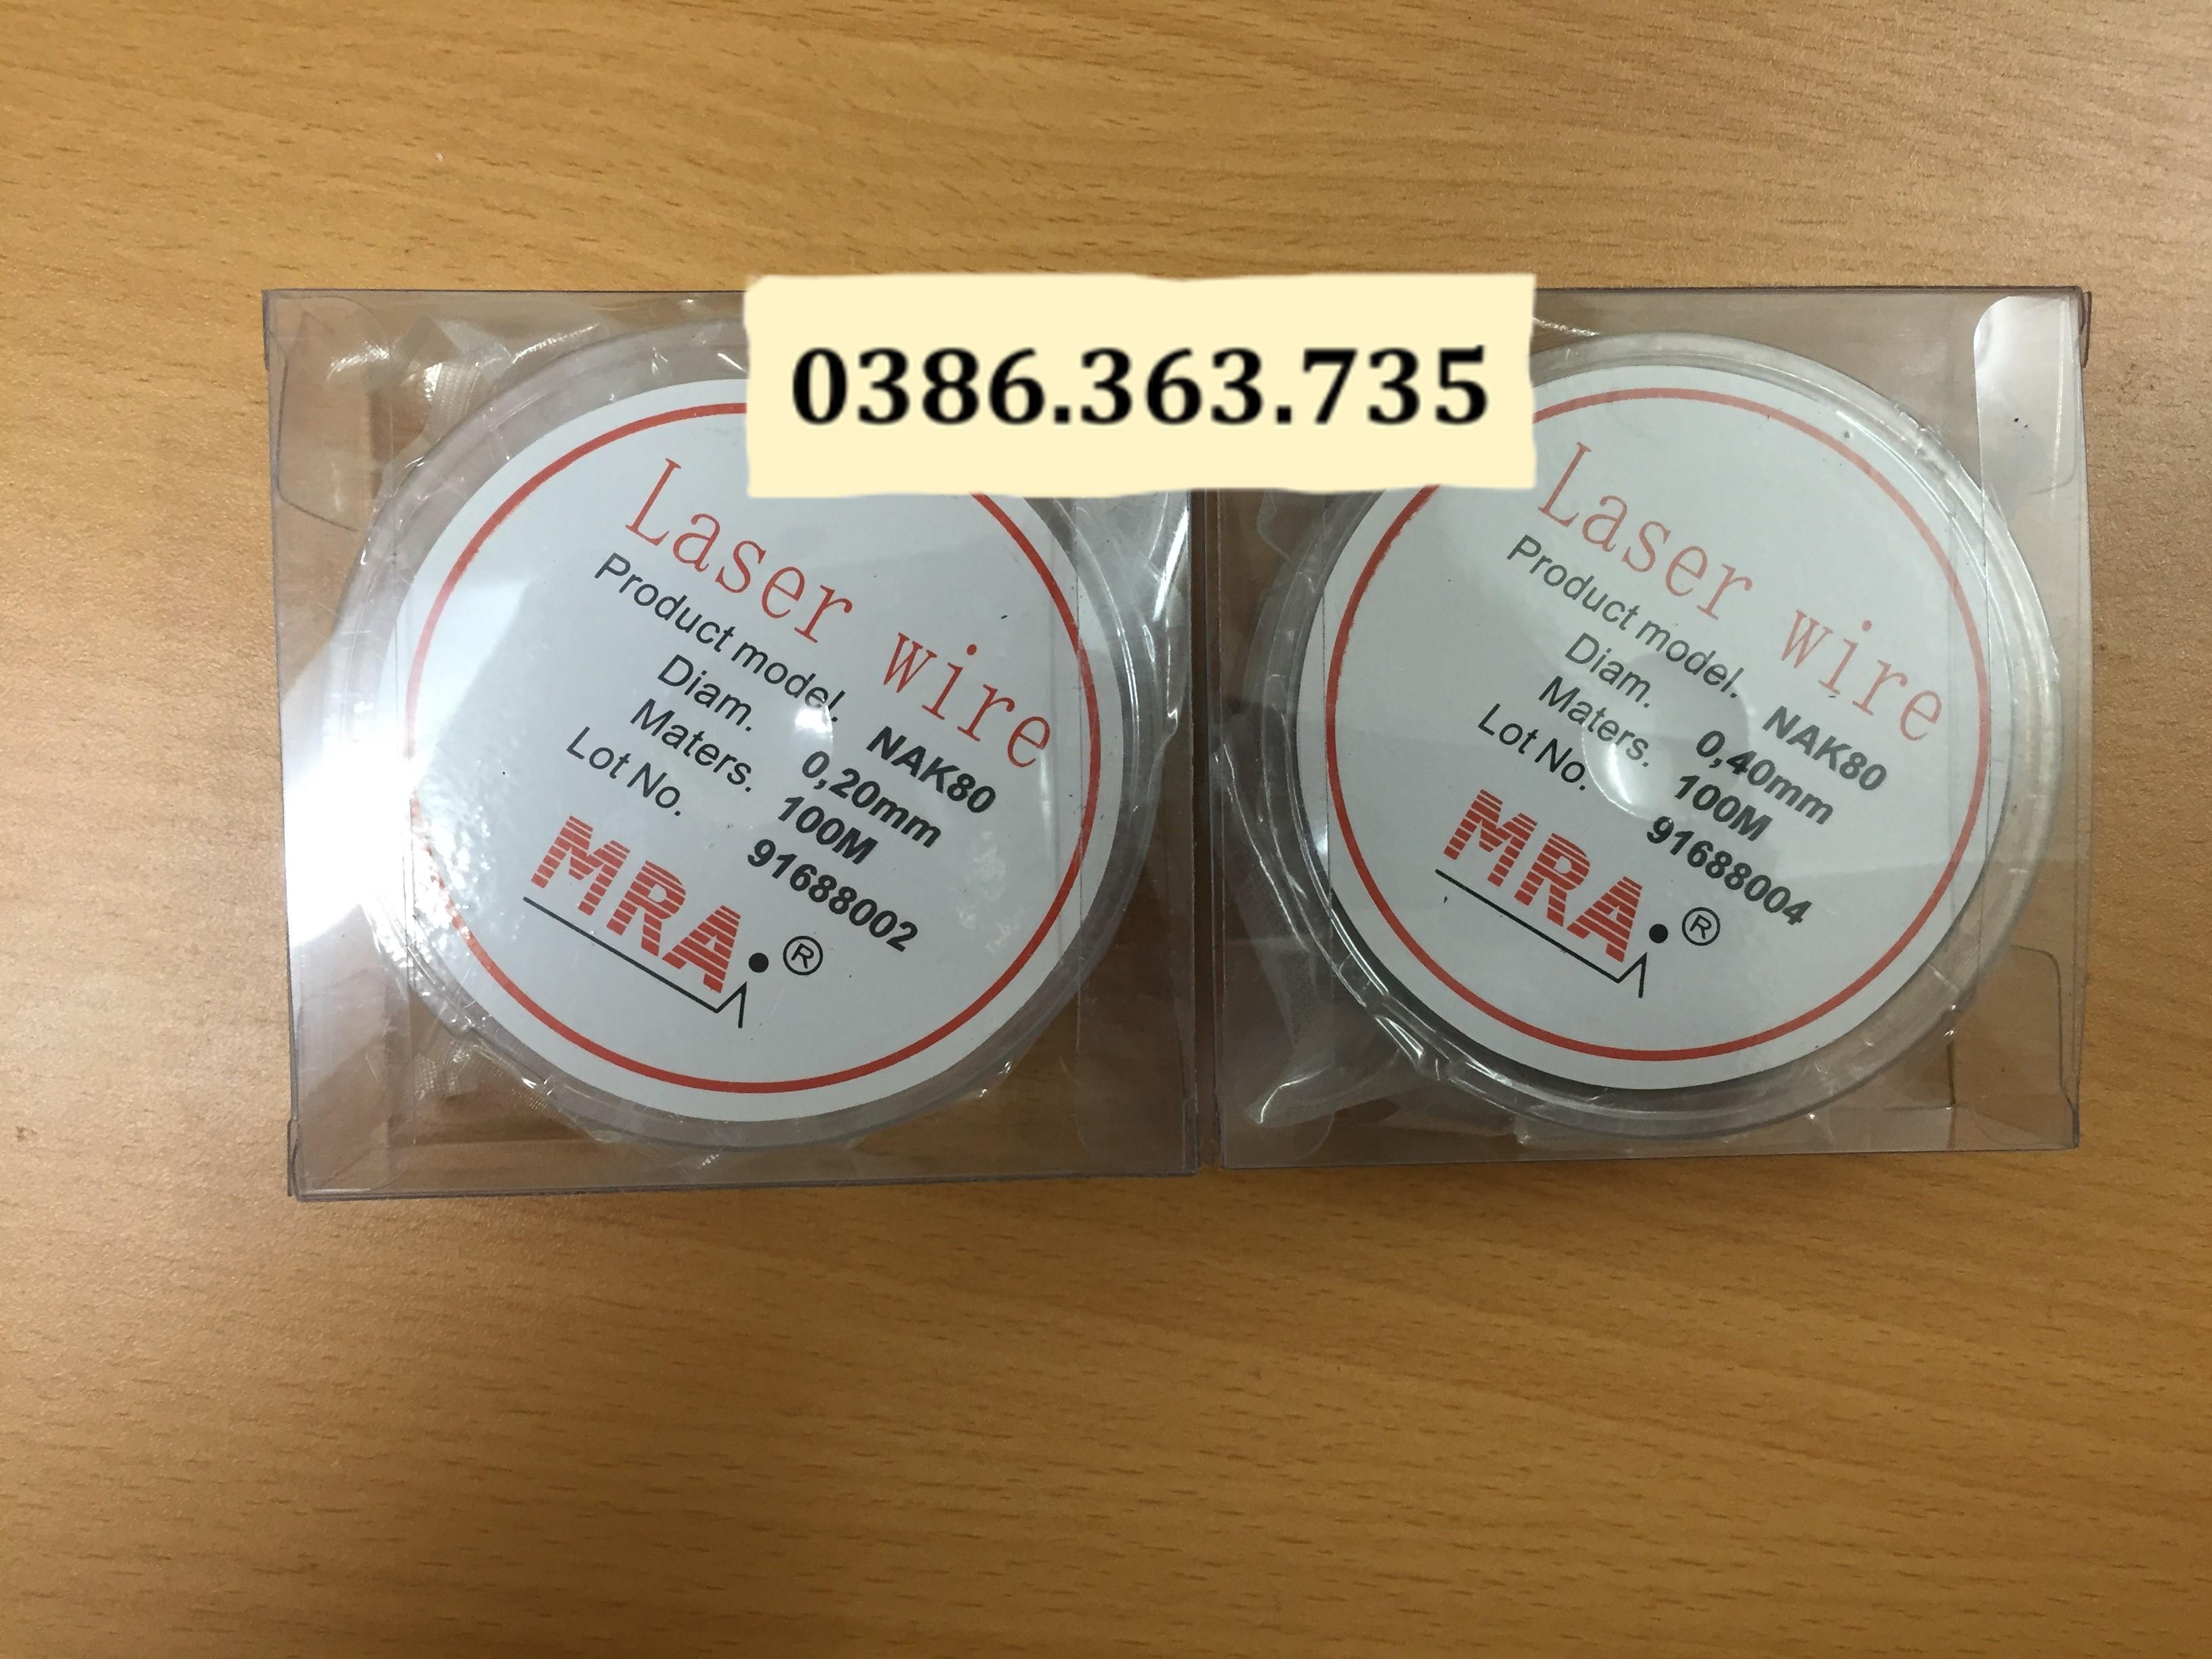 0386.363.735
Laser wire
Product model. NAK80
Diam. 0,20mm
Maters. 100M
Lot No. 91688002
MRA ®
Laser wire
Product model. NAK80
Diam. 0,40mm
Maters. 100M
Lot No. 91688004
MRA ®